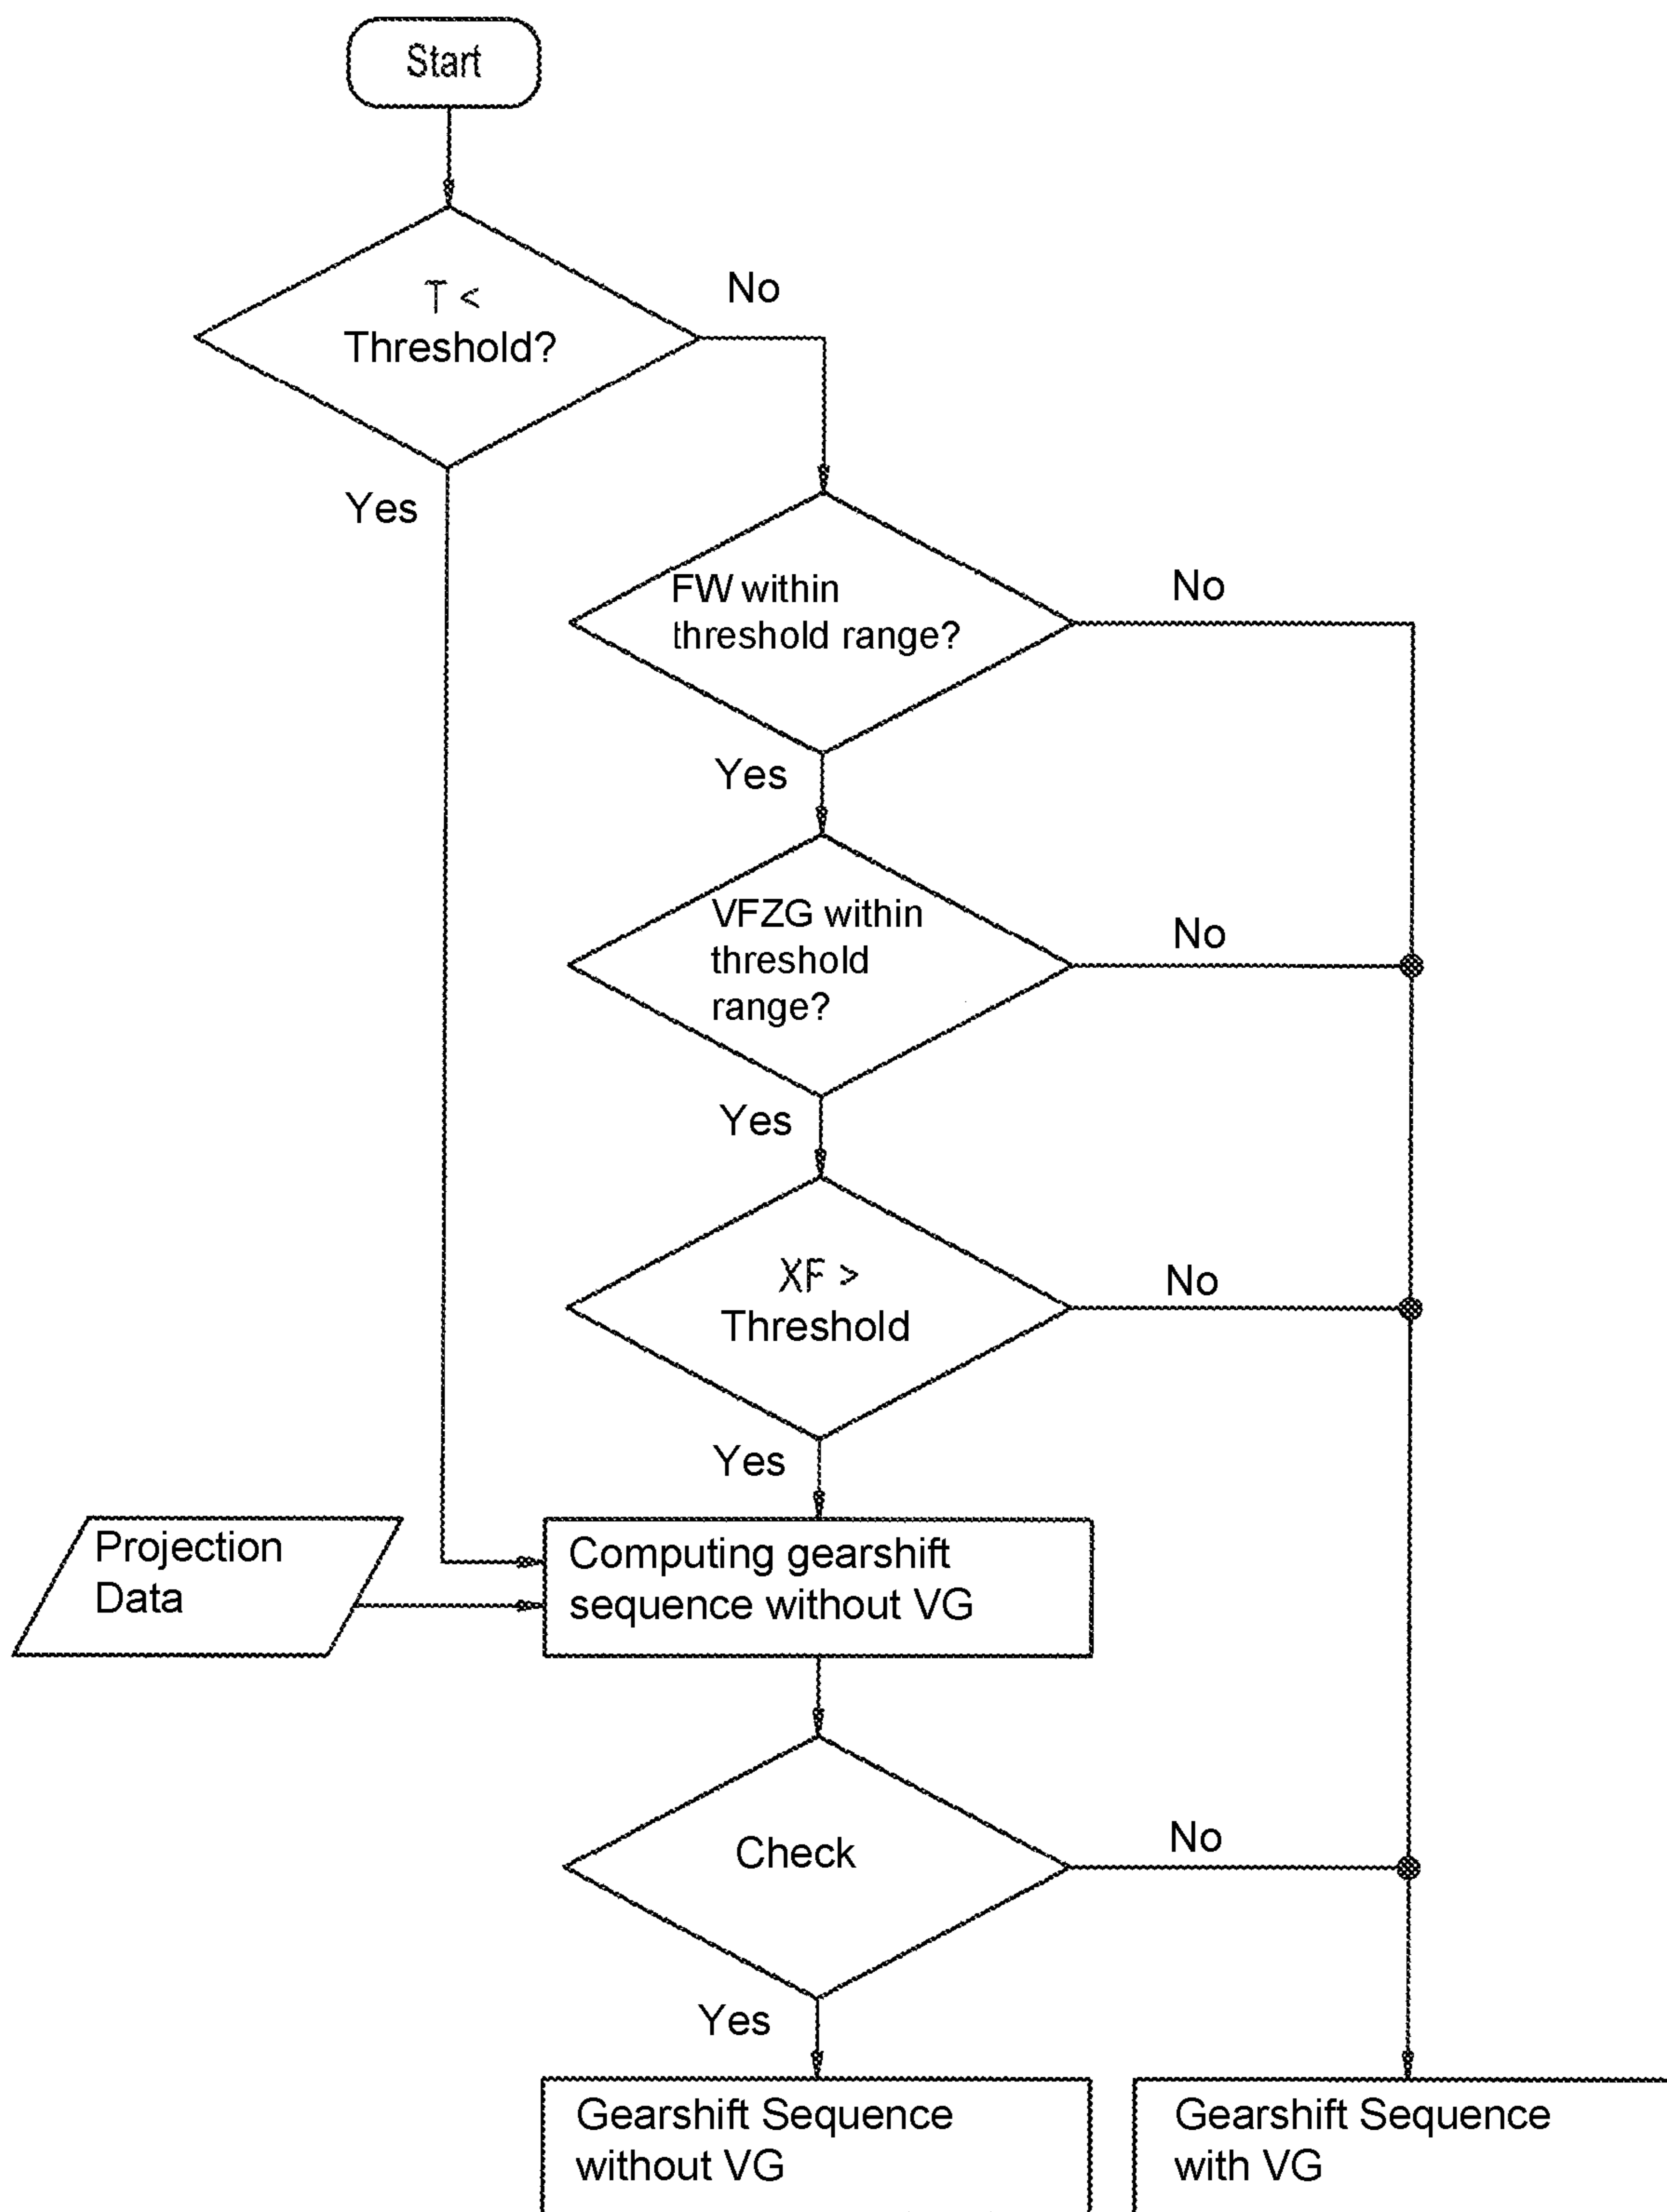 Start
T <
Threshold?
No
Yes
FW within
threshold range?
No
Yes
VFZG within
threshold
range?
No
Yes
XF >
Threshold
No
Yes
Projection
Data
Computing gearshift
sequence without VG
Check
No
Yes
Gearshift Sequence
without VG
Gearshift Sequence
with VG